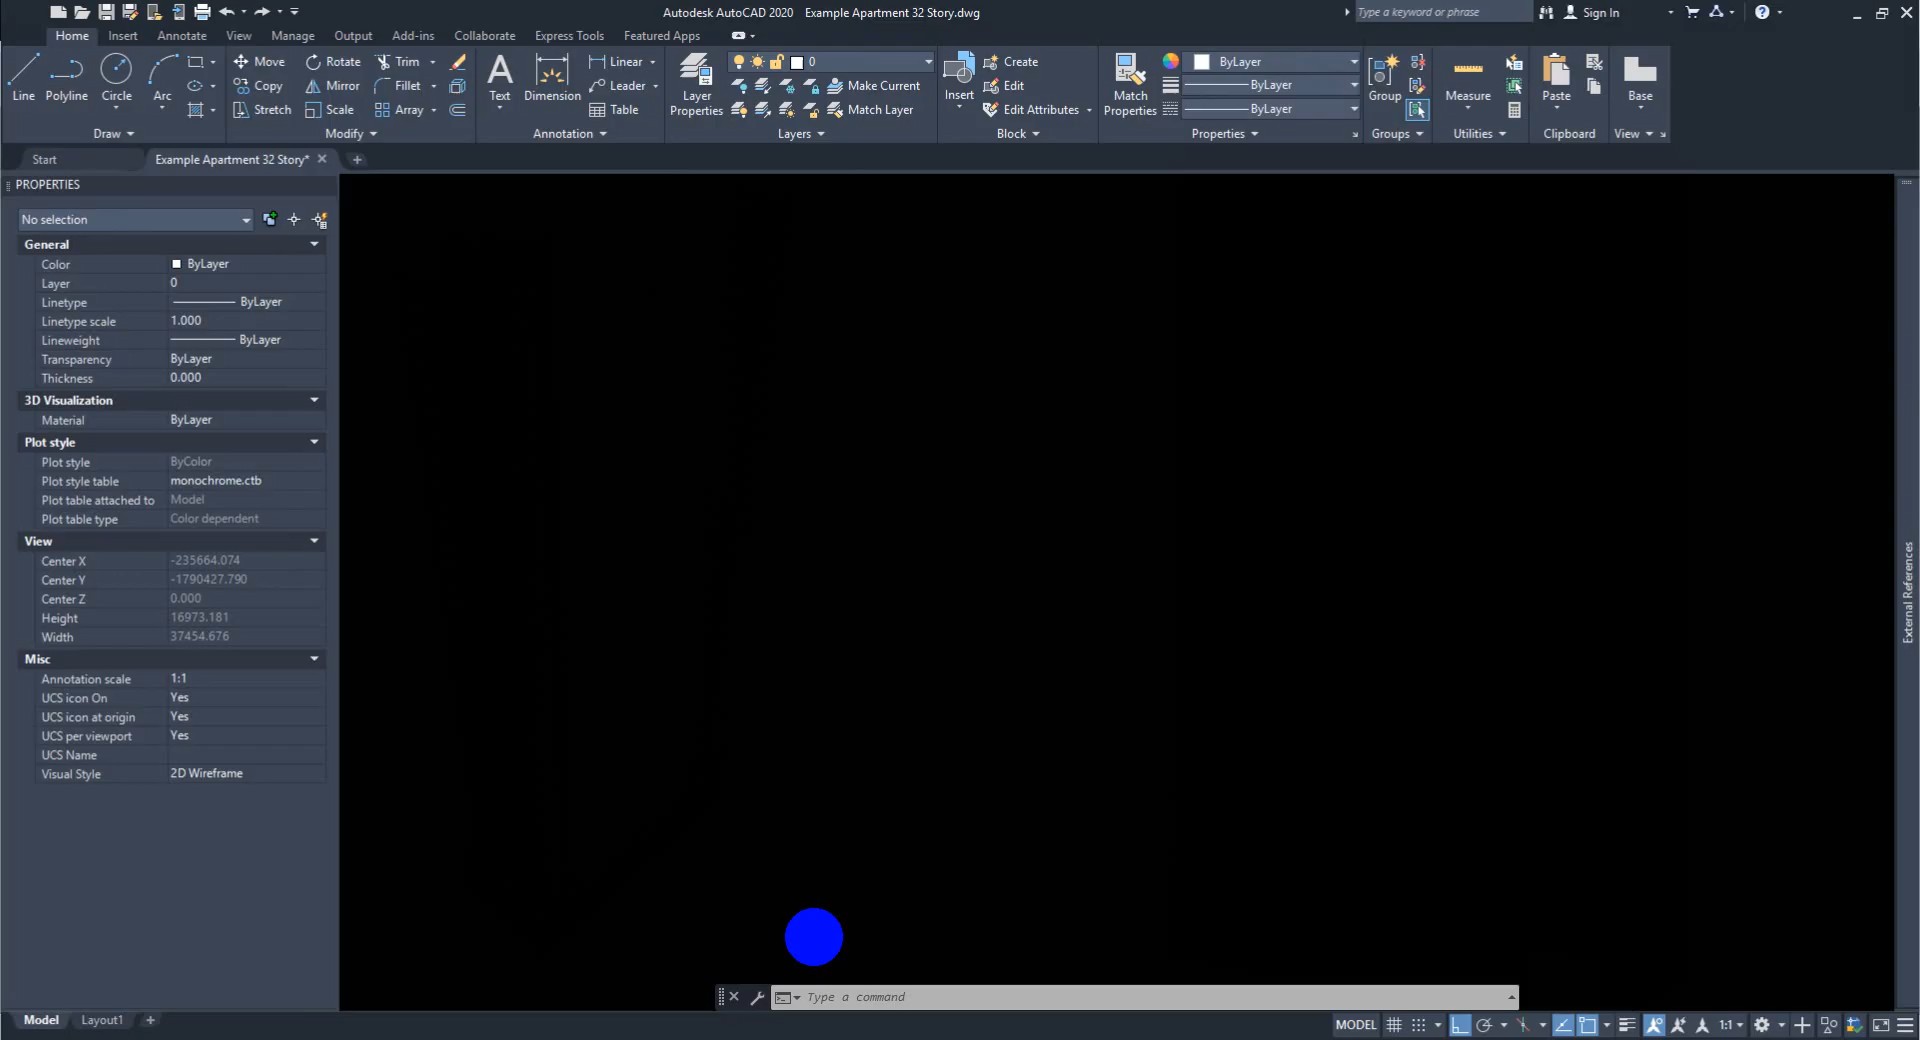 Autodesk AutoCAD 2020 Example Apartment 32 Story.dwg
Type a keyword or phrase
Sign In
Home Insert Annotate View Manage Output Add-ins Collaborate Express Tools Featured Apps
Line Polyline Circle Arc
Draw
Move Rotate Trim
Copy Mirror Fillet
Stretch Scale Array
Modify
Text Dimension
Linear
Leader
Table
Annotation
Layer Properties
0
Make Current
Match Layer
Layers
Insert
Create
Edit
Edit Attributes
Block
Match Properties
ByLayer
ByLayer
ByLayer
Properties
Group
Groups
Measure
Utilities
Paste
Clipboard
Base
View
Start Example Apartment 32 Story*
PROPERTIES
No selection
General
Color ByLayer
Layer 0
Linetype ByLayer
Linetype scale 1.000
Lineweight ByLayer
Transparency ByLayer
Thickness 0.000
3D Visualization
Material ByLayer
Plot style
Plot style ByColor
Plot style table monochrome.ctb
Plot table attached to Model
Plot table type Color dependent
View
Center X -235664.074
Center Y -1790427.790
Center Z 0.000
Height 16973.181
Width 37454.676
Misc
Annotation scale 1:1
UCS icon On Yes
UCS icon at origin Yes
UCS per viewport Yes
UCS Name
Visual Style 2D Wireframe
External References
Type a command
Model Layout1
MODEL 1:1